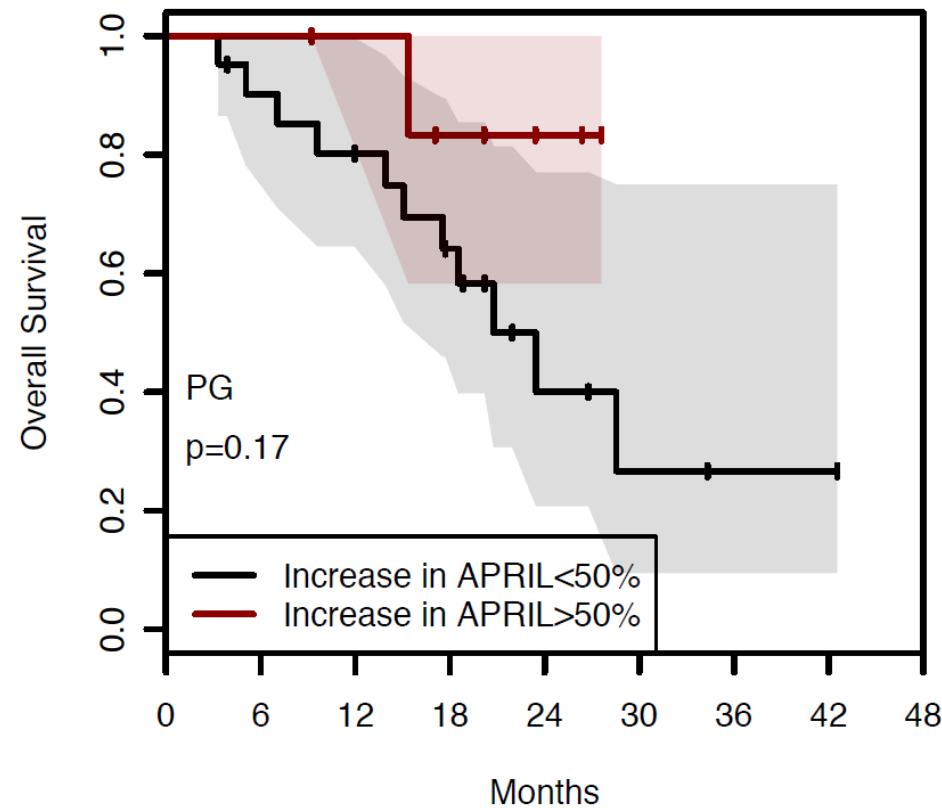 Overall Survival
1.0
0.8
0.6
0.4
0.2
0.0
PG
p=0.17
Increase in APRIL<50%
Increase in APRIL>50%
0 6 12 18 24 30 36 42 48
Months